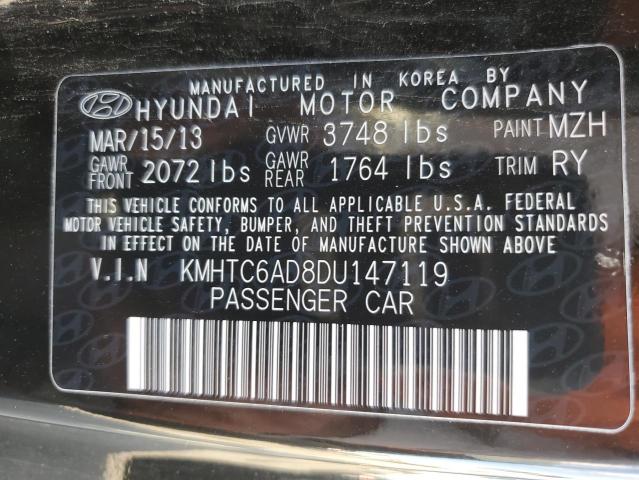 MANUFACTURED IN KOREA BY
HYUNDAI MOTOR COMPANY
MAR/15/13 GVWR 3748 lbs PAINT MZH
GAWR FRONT 2072 lbs GAWR REAR 1764 lbs TRIM RY
THIS VEHICLE CONFORMS TO ALL APPLICABLE U.S.A. FEDERAL
MOTOR VEHICLE SAFETY, BUMPER, AND THEFT PREVENTION STANDARDS
IN EFFECT ON THE DATE OF MANUFACTURE SHOWN ABOVE
V.I.N KMHTC6AD8DU147119
PASSENGER CAR